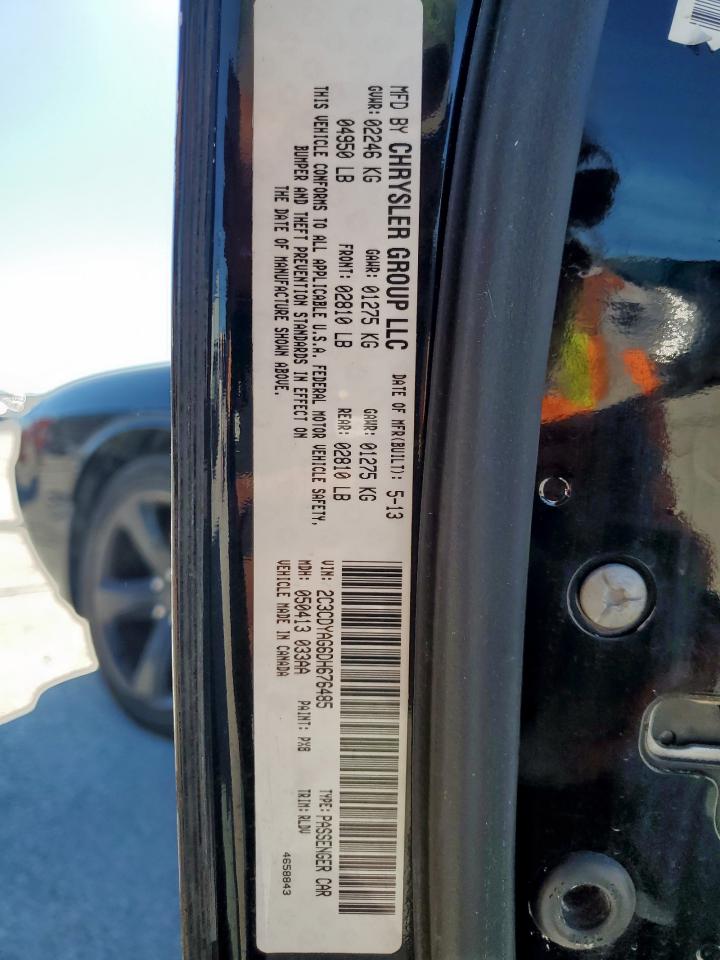 MFD BY CHRYSLER GROUP LLC DATE OF MFR(BUILT): 5-13
GVWR: 02246 KG GAWR: 01275 KG GAWR: 01275 KG
04950 LB FRONT: 02810 LB REAR: 02810 LB
THIS VEHICLE CONFORMS TO ALL APPLICABLE U.S.A. FEDERAL MOTOR VEHICLE SAFETY,
BUMPER AND THEFT PREVENTION STANDARDS IN EFFECT ON
THE DATE OF MANUFACTURE SHOWN ABOVE.
VIN: 2C3CDYAG6DH676485 TYPE: PASSENGER CAR
MDH: 050413 033AA PAINT: PX8 TRIM: RLDV
VEHICLE MADE IN CANADA 4658843